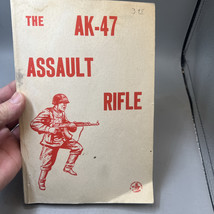 THE AK-47
ASSAULT
RIFLE